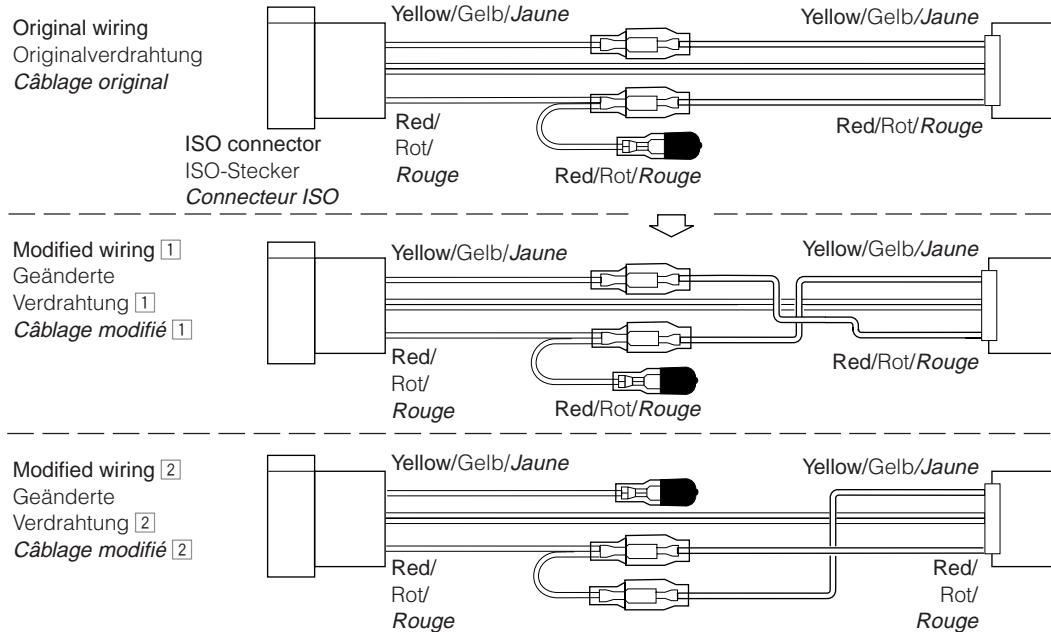 Original wiring
Originalverdrahtung
Câblage original
Yellow/Gelb/Jaune
Yellow/Gelb/Jaune
Red/
Rot/
Rouge
Red/Rot/Rouge
Red/Rot/Rouge
ISO connector
ISO-Stecker
Connecteur ISO
Modified wiring 1
Geänderte
Verdrahtung 1
Câblage modifié 1
Yellow/Gelb/Jaune
Yellow/Gelb/Jaune
Red/
Rot/
Rouge
Red/Rot/Rouge
Red/Rot/Rouge
Modified wiring 2
Geänderte
Verdrahtung 2
Câblage modifié 2
Yellow/Gelb/Jaune
Yellow/Gelb/Jaune
Red/
Rot/
Rouge
Red/
Rot/
Rouge